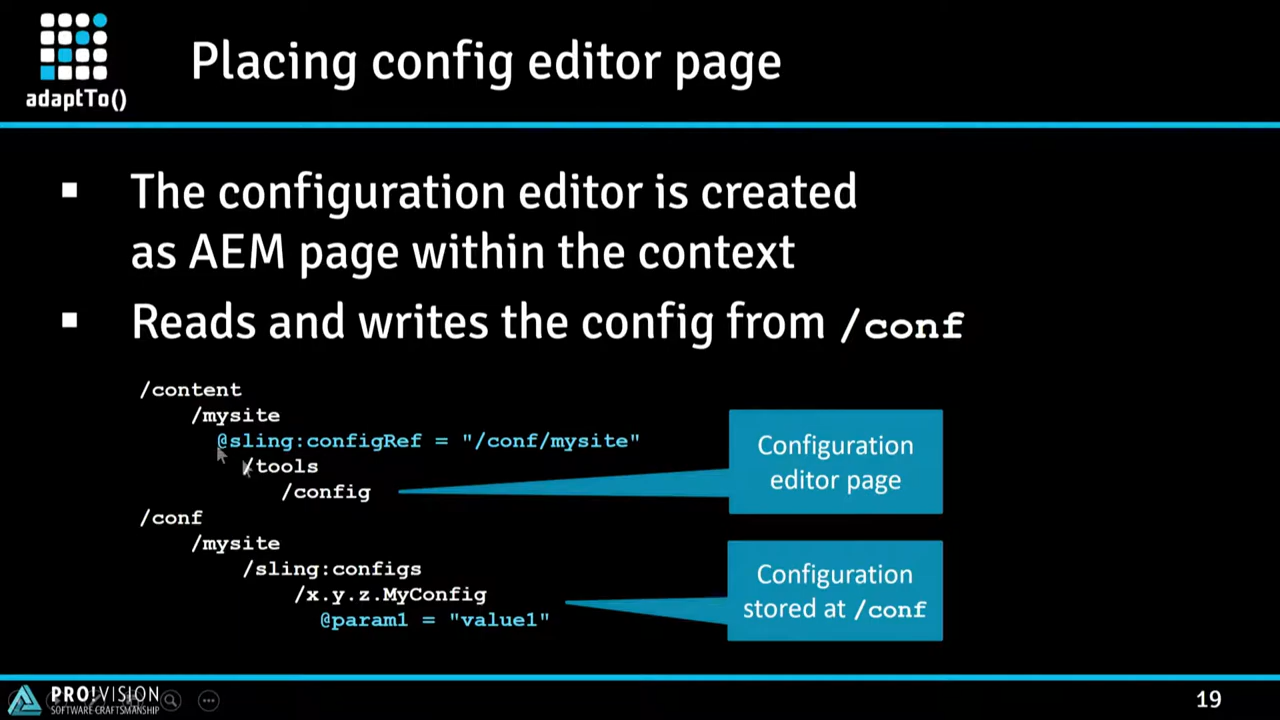 adaptTo()
Placing config editor page
▪ The configuration editor is created
as AEM page within the context
▪ Reads and writes the config from /conf
/content
/mysite
@sling:configRef = "/conf/mysite"
/tools
/config
/conf
/mysite
/sling:configs
/x.y.z.MyConfig
@param1 = "value1"
Configuration
editor page
Configuration
stored at /conf
PRO!VISION
SOFTWARE CRAFTSMANSHIP
19